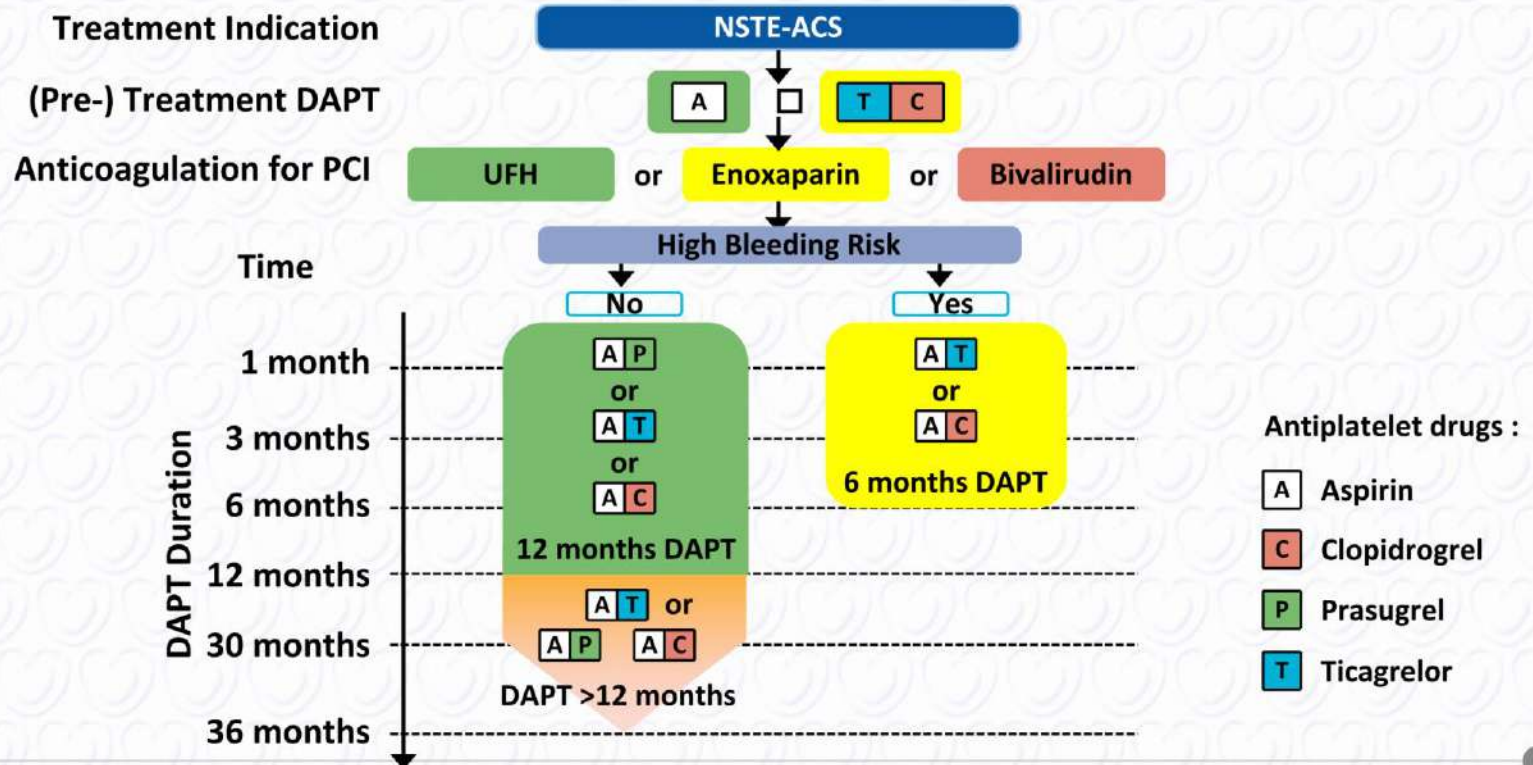 Treatment Indication
NSTE-ACS
(Pre-) Treatment DAPT
A
T C
Anticoagulation for PCI
UFH or Enoxaparin or Bivalirudin
High Bleeding Risk
Time
No
Yes
DAPT Duration
1 month
3 months
6 months
12 months
30 months
36 months
A P
or
A T
or
A C
12 months DAPT
A T or
A P A C
DAPT >12 months
A T
or
A C
6 months DAPT
Antiplatelet drugs :
A Aspirin
C Clopidrogrel
P Prasugrel
T Ticagrelor